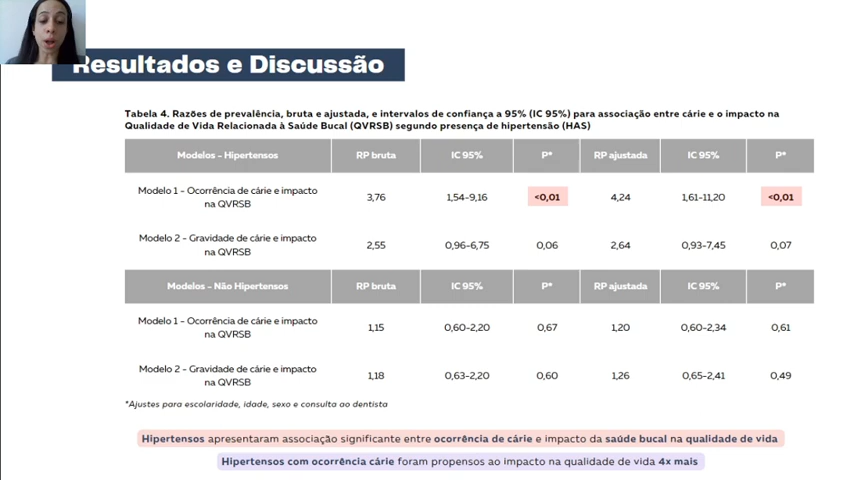 Resultados e Discussão
Tabela 4. Razões de prevalência, bruta e ajustada, e intervalos de confiança a 95% (IC 95%) para associação entre cárie e o impacto na
Qualidade de Vida Relacionada à Saúde Bucal (QVRSB) segundo presença de hipertensão (HAS)
Modelos - Hipertensos RP bruta IC 95% P* RP ajustada IC 95% P*
Modelo 1 - Ocorrência de cárie e impacto
na QVRSB
3,76 1,54-9,16 <0,01 4,24 1,61-11,20 <0,01
Modelo 2 - Gravidade de cárie e impacto
na QVRSB
2,55 0,96-6,75 0,06 2,64 0,93-7,45 0,07
Modelos - Não Hipertensos RP bruta IC 95% P* RP ajustada IC 95% P*
Modelo 1 - Ocorrência de cárie e impacto
na QVRSB
1,15 0,60-2,20 0,67 1,20 0,60-2,34 0,61
Modelo 2 - Gravidade de cárie e impacto
na QVRSB
1,18 0,63-2,20 0,60 1,26 0,65-2,41 0,49
*Ajustes para escolaridade, idade, sexo e consulta ao dentista
Hipertensos apresentaram associação significante entre ocorrência de cárie e impacto da saúde bucal na qualidade de vida
Hipertensos com ocorrência cárie foram propensos ao impacto na qualidade de vida 4x mais